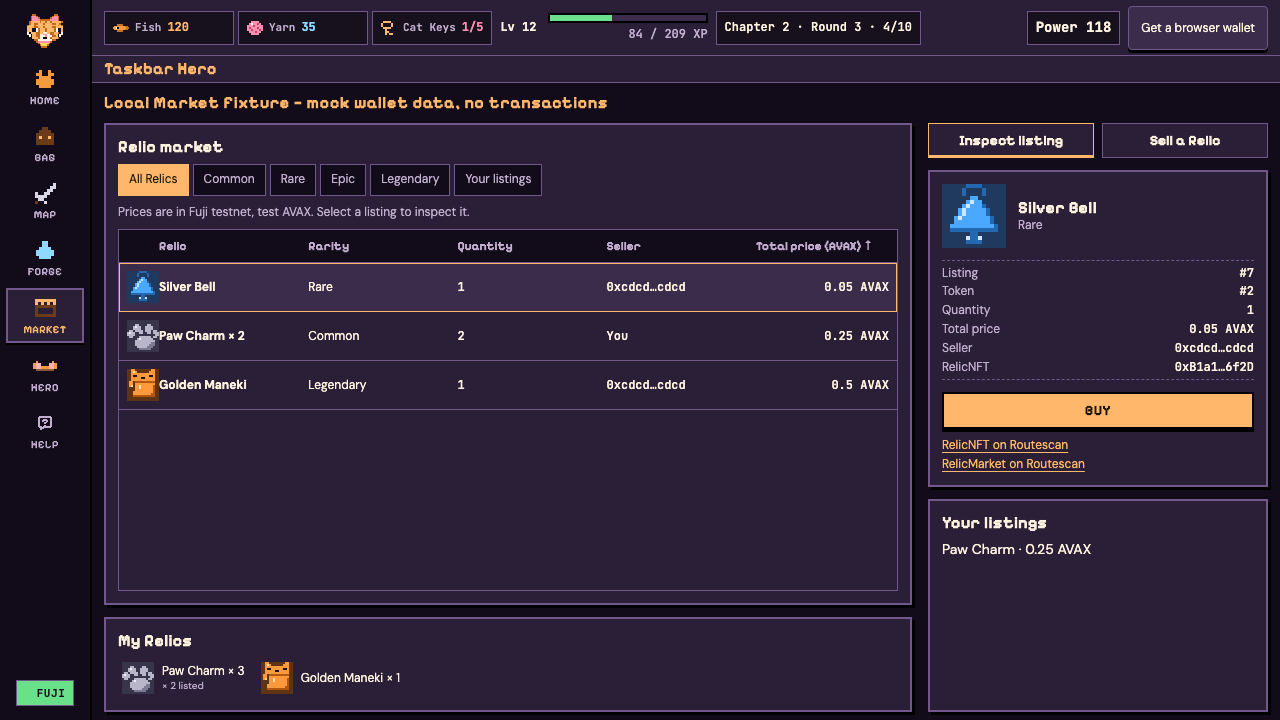 Fish 120
Yarn 35
Cat Keys 1/5
Lv 12
84 / 209 XP
Chapter 2 · Round 3 · 4/10
Power 118
Get a browser wallet
HOME
BAG
MAP
FORGE
MARKET
HERO
HELP
FUJI
Taskbar Hero
Local Market Fixture - mock wallet data, no transactions
Relic market
All Relics
Common
Rare
Epic
Legendary
Your listings
Prices are in Fuji testnet, test AVAX. Select a listing to inspect it.
Relic Rarity Quantity Seller Total price (AVAX) ↑
Silver Bell Rare 1 0xcdcd…cdcd 0.05 AVAX
Paw Charm × 2 Common 2 You 0.25 AVAX
Golden Maneki Legendary 1 0xcdcd…cdcd 0.5 AVAX
My Relics
Paw Charm × 3
× 2 listed
Golden Maneki × 1
Inspect listing
Sell a Relic
Silver Bell
Rare
Listing #7
Token #2
Quantity 1
Total price 0.05 AVAX
Seller 0xcdcd…cdcd
RelicNFT 0xB1a1…6f2D
BUY
RelicNFT on Routescan
RelicMarket on Routescan
Your listings
Paw Charm · 0.25 AVAX